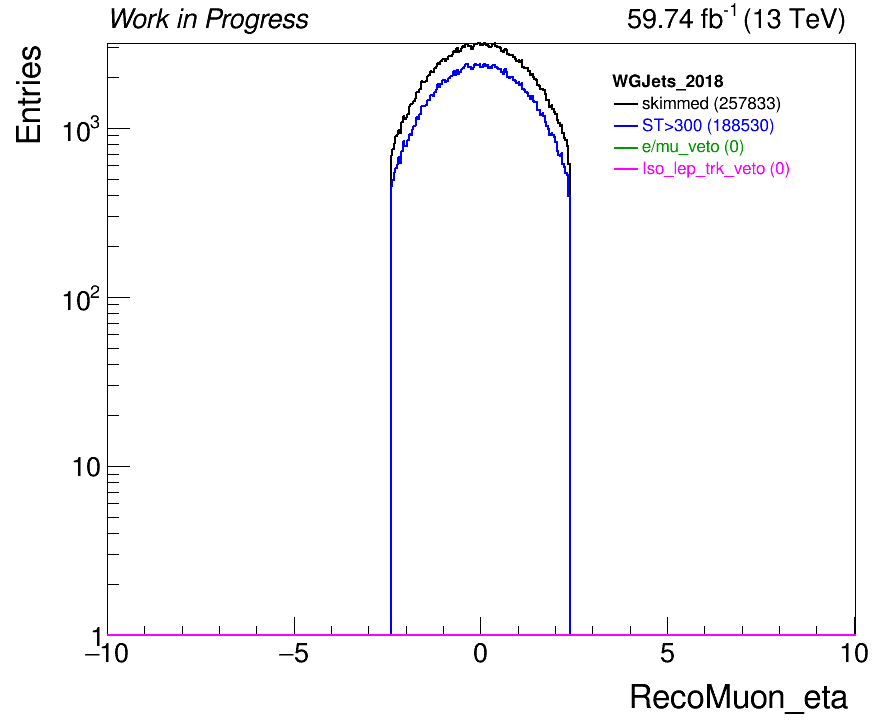 Work in Progress
59.74 fb⁻¹ (13 TeV)
Entries
WGJets_2018
skimmed (257833)
ST>300 (188530)
e/mu_veto (0)
Iso_lep_trk_veto (0)
10³
10²
10
1
−10 −5 0 5 10
RecoMuon_eta